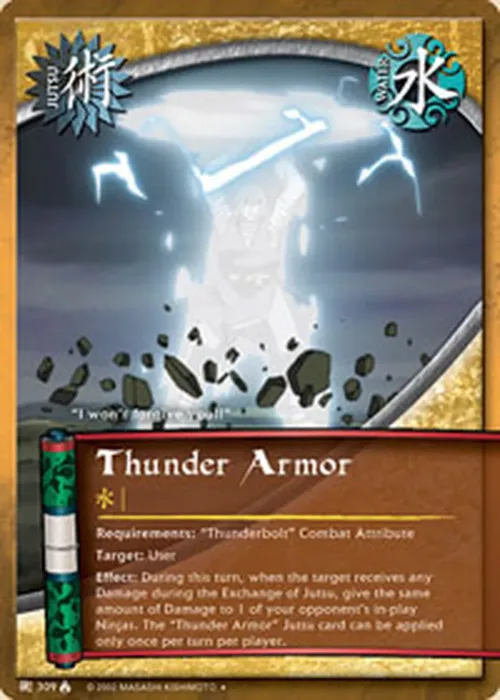 JUTSU 術
WATER 水
"I won't forgive you!!"
Thunder Armor
水
Requirements: "Thunderbolt" Combat Attribute
Target: User
Effect: During this turn, when the target receives any
Damage during the Exchange of Jutsu, give the same
amount of Damage to 1 of your opponent's in-play
Ninjas. The "Thunder Armor" Jutsu card can be applied
only once per turn per player.
309 © 2002 MASASHI KISHIMOTO